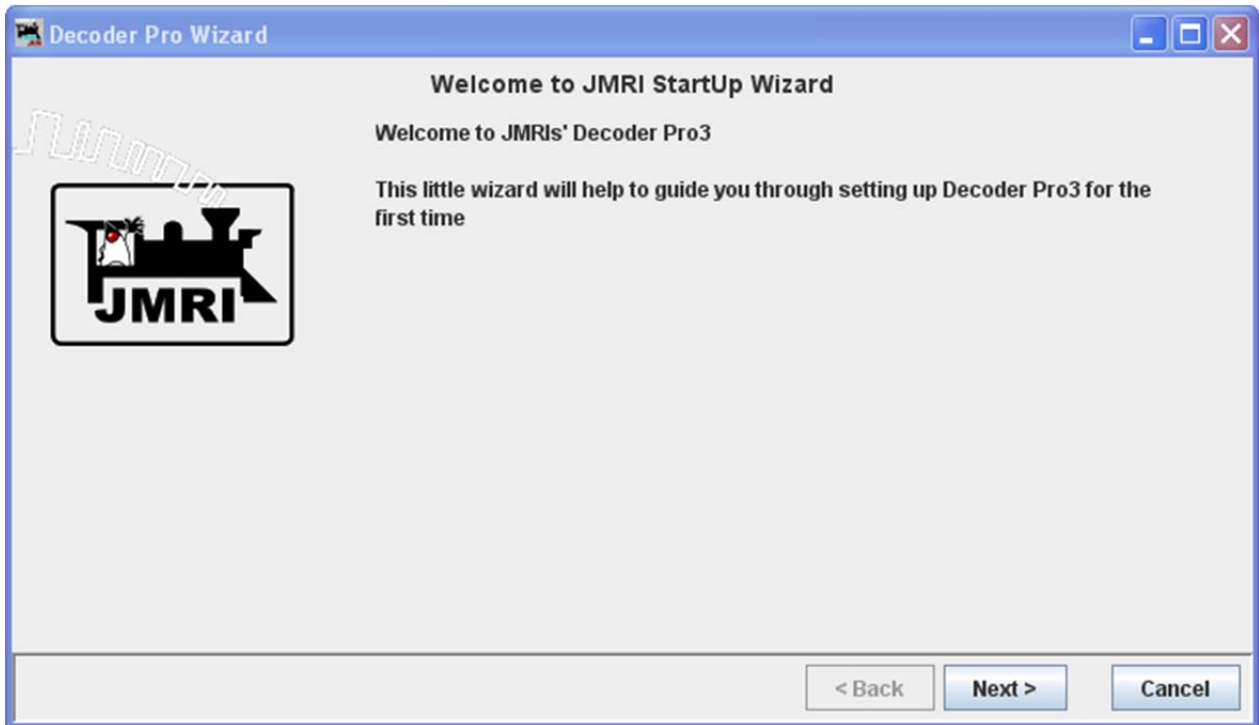 Decoder Pro Wizard
Welcome to JMRI StartUp Wizard
Welcome to JMRIs' Decoder Pro3
This little wizard will help to guide you through setting up Decoder Pro3 for the
first time
JMRI
< Back
Next >
Cancel